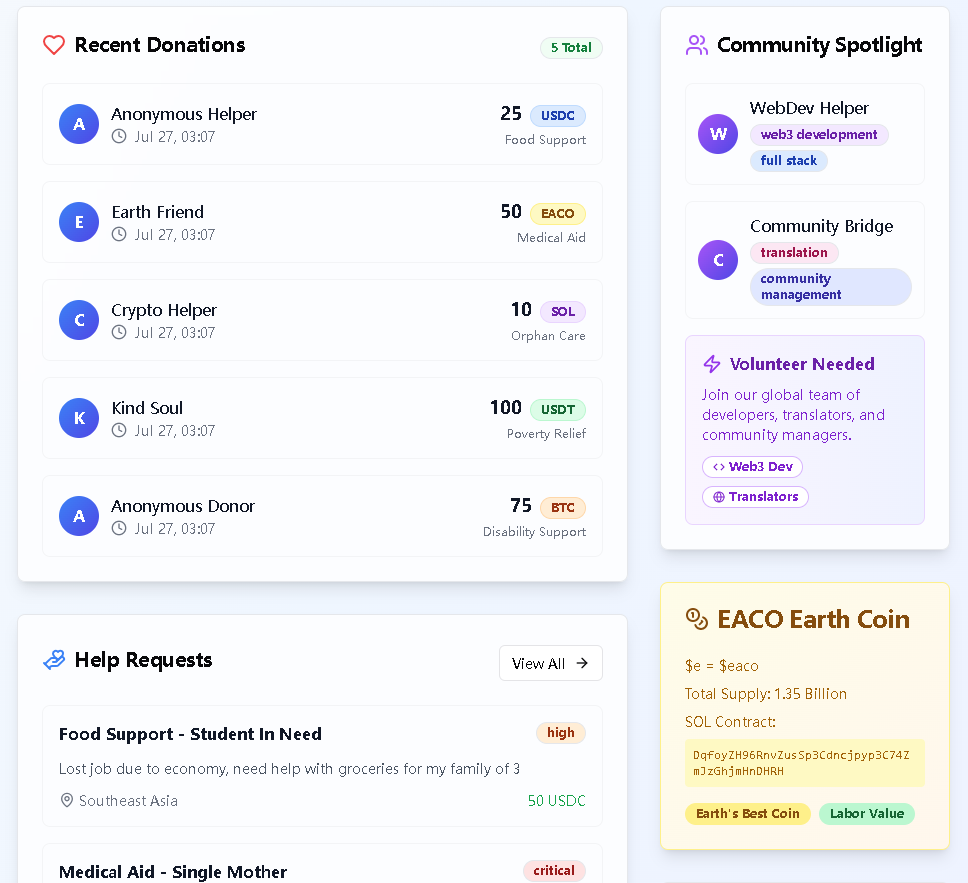 Recent Donations
5 Total
A
Anonymous Helper
Jul 27, 03:07
25 USDC
Food Support
E
Earth Friend
Jul 27, 03:07
50 EACO
Medical Aid
C
Crypto Helper
Jul 27, 03:07
10 SOL
Orphan Care
K
Kind Soul
Jul 27, 03:07
100 USDT
Poverty Relief
A
Anonymous Donor
Jul 27, 03:07
75 BTC
Disability Support
Help Requests
View All
Food Support - Student In Need
high
Lost job due to economy, need help with groceries for my family of 3
Southeast Asia
50 USDC
Medical Aid - Single Mother
critical
Community Spotlight
W
WebDev Helper
web3 development
full stack
C
Community Bridge
translation
community
management
Volunteer Needed
Join our global team of
developers, translators, and
community managers.
Web3 Dev
Translators
EACO Earth Coin
$e = $eaco
Total Supply: 1.35 Billion
SOL Contract:
DqfoyZH96RnvZusSp3Cdncjpyp3C74Z
mJzGhjmHnDHRH
Earth's Best Coin
Labor Value